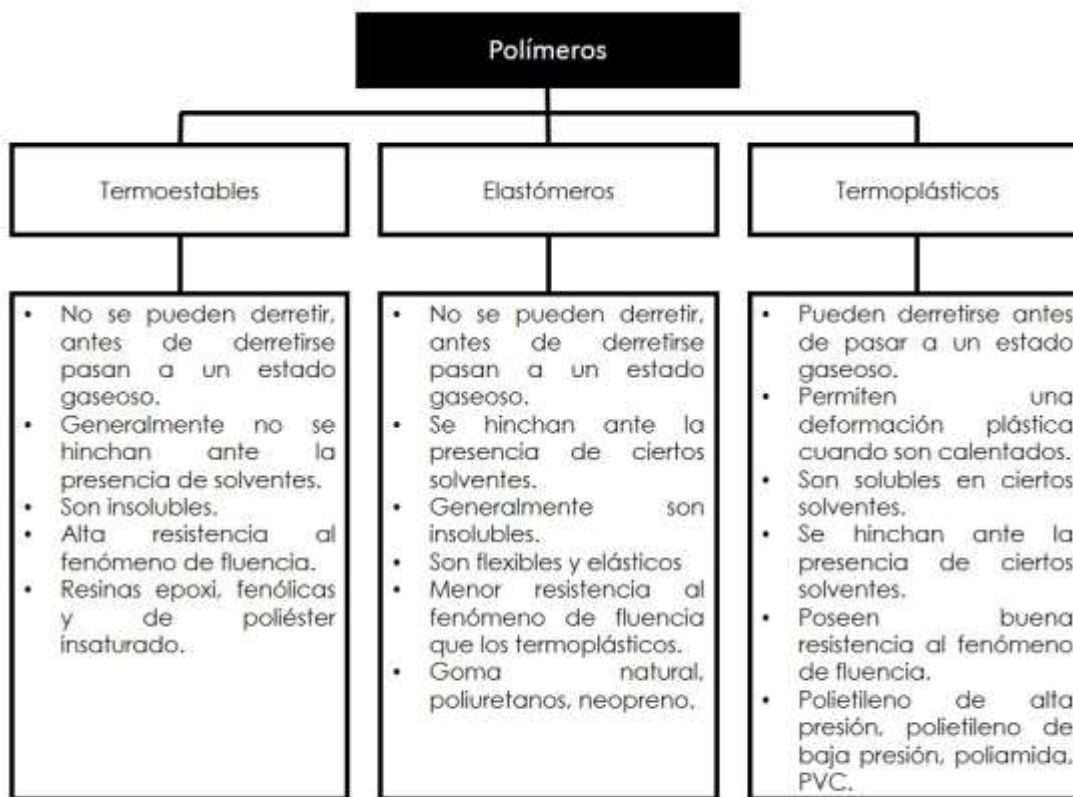 Polímeros
Termoestables
Elastómeros
Termoplásticos
• No se pueden derretir,
antes de derretirse
pasan a un estado
gaseoso.
• Generalmente no se
hinchan ante la
presencia de solventes.
• Son insolubles.
• Alta resistencia al
fenómeno de fluencia.
• Resinas epoxi, fenólicas
y de poliéster
insaturado.
• No se pueden derretir,
antes de derretirse
pasan a un estado
gaseoso.
• Se hinchan ante la
presencia de ciertos
solventes.
• Generalmente son
insolubles.
• Son flexibles y elásticos
• Menor resistencia al
fenómeno de fluencia
que los termoplásticos.
• Goma natural,
poliuretanos, neopreno.
• Pueden derretirse antes
de pasar a un estado
gaseoso.
• Permiten una
deformación plástica
cuando son calentados.
• Son solubles en ciertos
solventes.
• Se hinchan ante la
presencia de ciertos
solventes.
• Poseen buena
resistencia al fenómeno
de fluencia.
• Polietileno de alta
presión, polietileno de
baja presión, poliamida,
PVC.